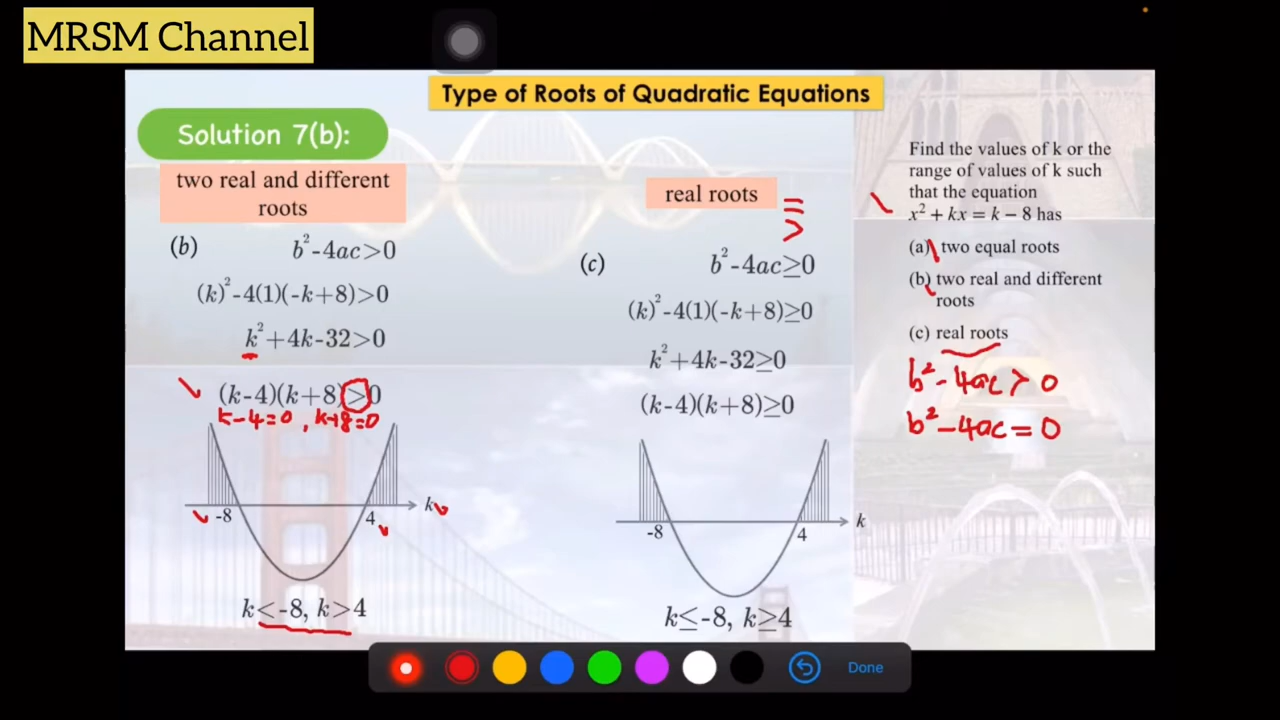 MRSM Channel
Type of Roots of Quadratic Equations
Solution 7(b):
two real and different
roots
(b) b²-4ac>0
(k)²-4(1)(-k+8)>0
k²+4k-32>0
(k-4)(k+8)>0
k-4=0, k+8=0
-8 4 k
k<-8, k>4
real roots
=
>
(c) b²-4ac≥0
(k)²-4(1)(-k+8)≥0
k²+4k-32≥0
(k-4)(k+8)≥0
-8 4 k
k≤-8, k≥4
Find the values of k or the
range of values of k such
that the equation
x² + kx = k – 8 has
(a) two equal roots
(b) two real and different
roots
(c) real roots
b²-4ac > 0
b²-4ac = 0
Done